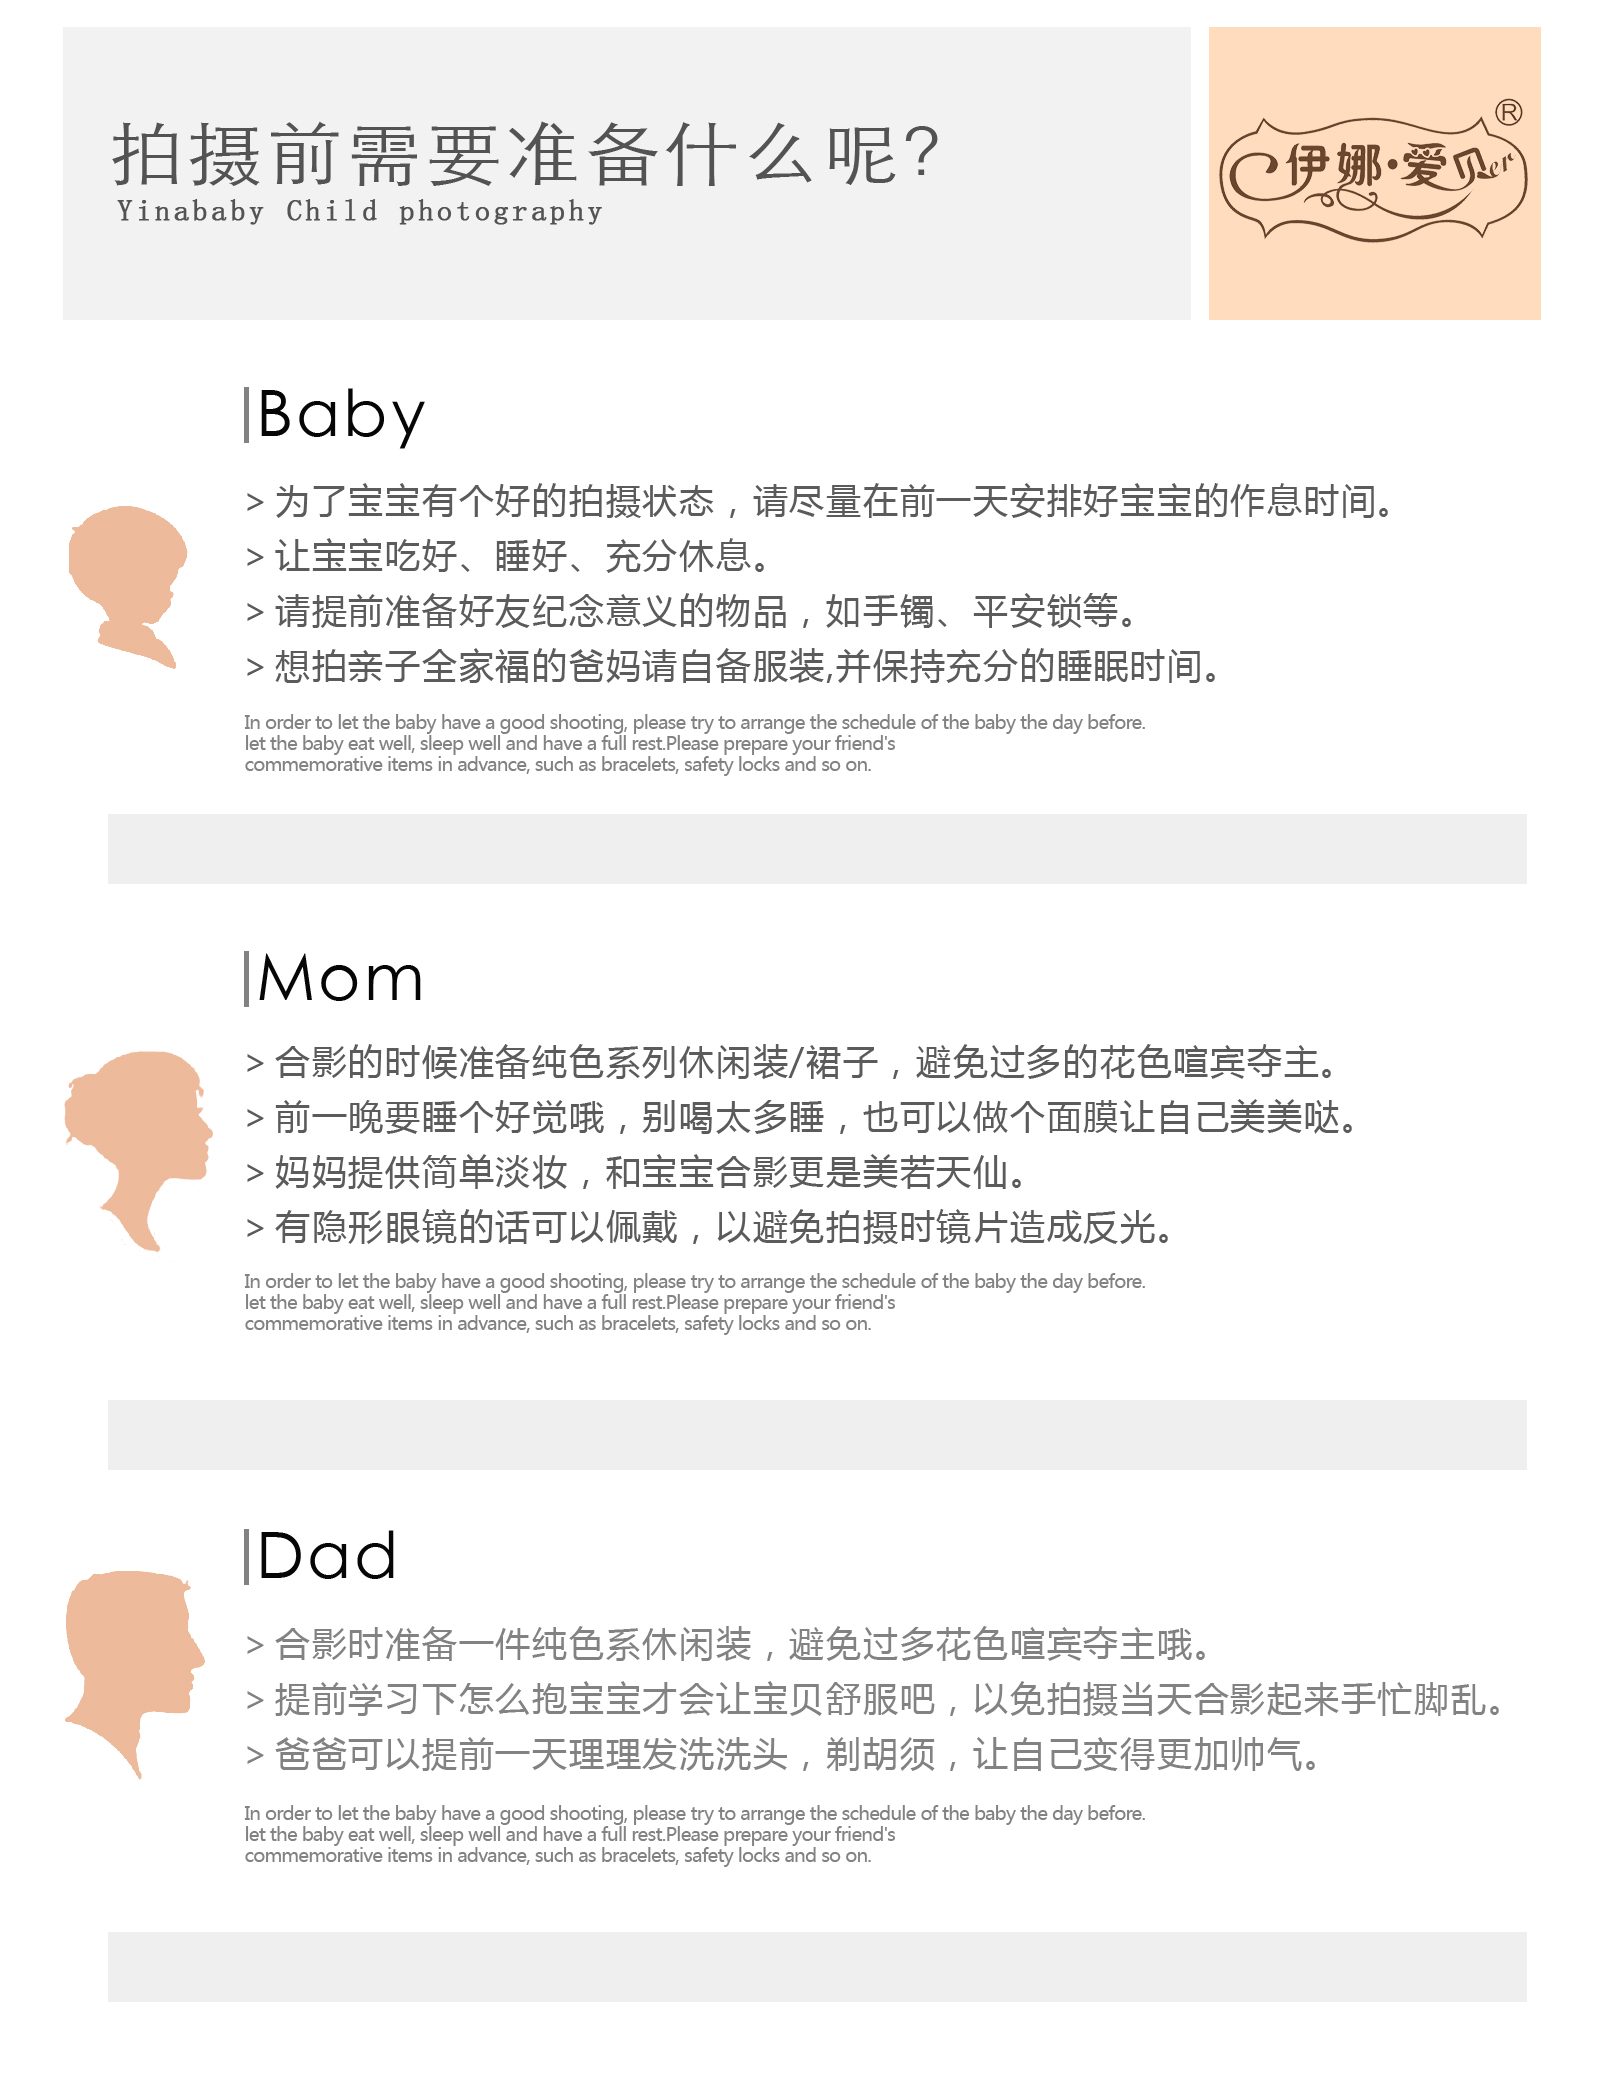 拍摄前需要准备什么呢?
Yinababy Child photography
®
伊娜·爱贝er
Baby
> 为了宝宝有个好的拍摄状态，请尽量在前一天安排好宝宝的作息时间。
> 让宝宝吃好、睡好、充分休息。
> 请提前准备好友纪念意义的物品，如手镯、平安锁等。
> 想拍亲子全家福的爸妈请自备服装,并保持充分的睡眠时间。
In order to let the baby have a good shooting, please try to arrange the schedule of the baby the day before.
let the baby eat well, sleep well and have a full rest.Please prepare your friend's
commemorative items in advance, such as bracelets, safety locks and so on.
Mom
> 合影的时候准备纯色系列休闲装/裙子，避免过多的花色喧宾夺主。
> 前一晚要睡个好觉哦，别喝太多睡，也可以做个面膜让自己美美哒。
> 妈妈提供简单淡妆，和宝宝合影更是美若天仙。
> 有隐形眼镜的话可以佩戴，以避免拍摄时镜片造成反光。
In order to let the baby have a good shooting, please try to arrange the schedule of the baby the day before.
let the baby eat well, sleep well and have a full rest.Please prepare your friend's
commemorative items in advance, such as bracelets, safety locks and so on.
Dad
> 合影时准备一件纯色系休闲装，避免过多花色喧宾夺主哦。
> 提前学习下怎么抱宝宝才会让宝贝舒服吧，以免拍摄当天合影起来手忙脚乱。
> 爸爸可以提前一天理理发洗洗头，剃胡须，让自己变得更加帅气。
In order to let the baby have a good shooting, please try to arrange the schedule of the baby the day before.
let the baby eat well, sleep well and have a full rest.Please prepare your friend's
commemorative items in advance, such as bracelets, safety locks and so on.